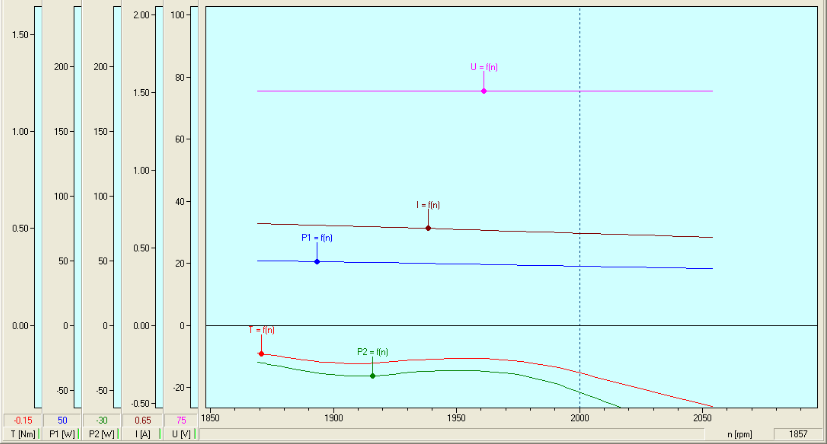 2.00 100
1.50
200 200 80 U = f(n)
1.50
150 150
1.00 60
1.00
100 100 40 I = f(n)
0.50 P1 = f(n)
50 50 0.50 20
0.00 0 0 0.00 0
T = f(n)
P2 = f(n)
-50 -50 -20
-0.50
-0.15 50 -30 0.65 75 1850 1900 1950 2000 2050
T [Nm] P1 [W] P2 [W] I [A] U [V] n [rpm] 1857